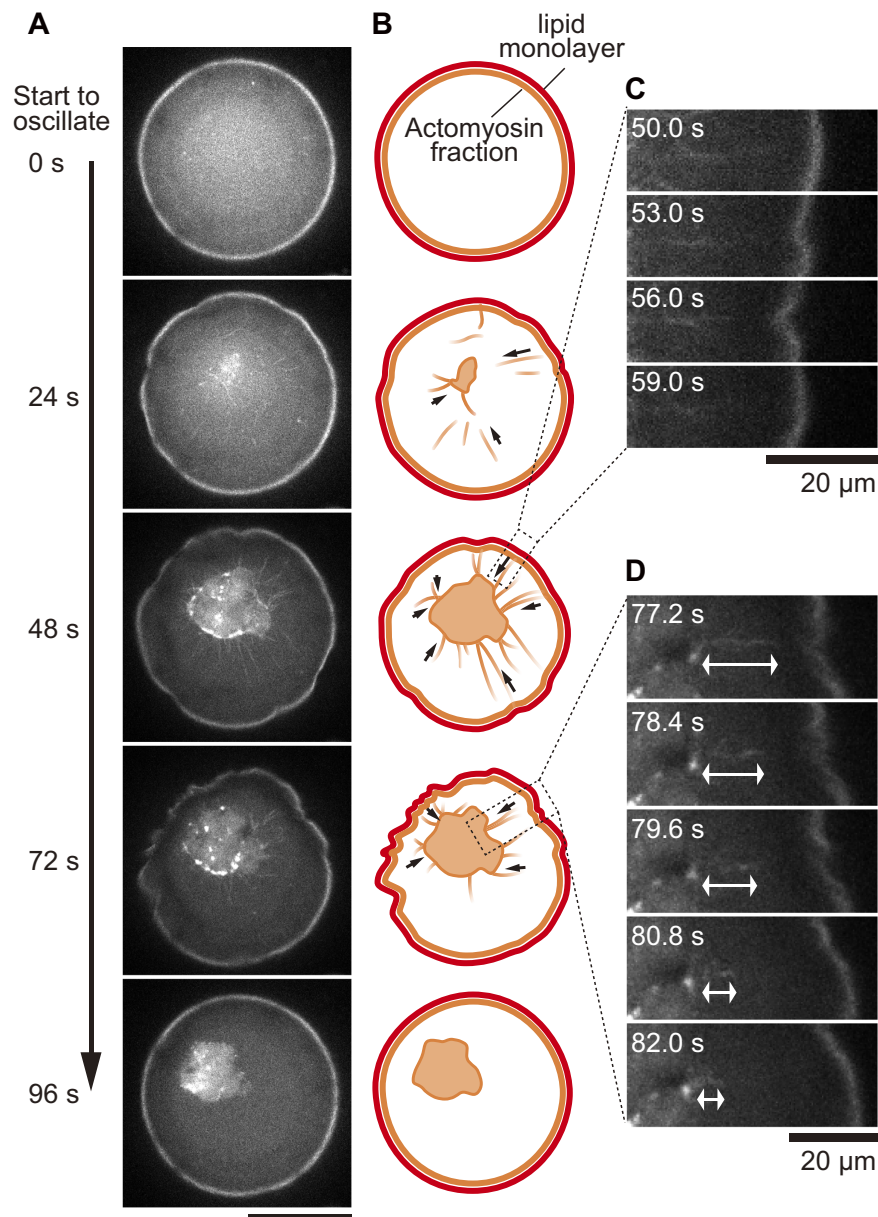 A
Start to
oscillate
0 s
24 s
48 s
72 s
96 s
B
lipid
monolayer
Actomyosin
fraction
C
50.0 s
53.0 s
56.0 s
59.0 s
20 µm
D
77.2 s
78.4 s
79.6 s
80.8 s
82.0 s
20 µm